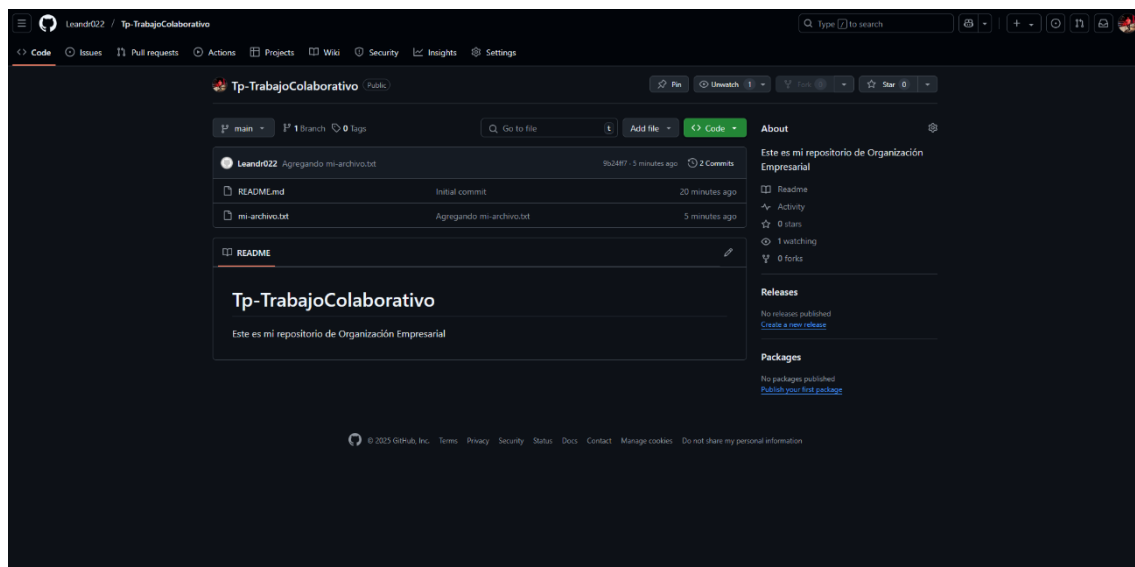 Leandr022 / Tp-TrabajoColaborativo
Type / to search
Code Issues Pull requests Actions Projects Wiki Security Insights Settings
Tp-TrabajoColaborativo Public
Pin Unwatch 1 Fork 0 Star 0
main 1 Branch 0 Tags Go to file t Add file Code
About
Este es mi repositorio de Organización
Empresarial
Leandr022 Agregando mi-archivo.txt 9b24ff7 · 5 minutes ago 2 Commits
README.md Initial commit 20 minutes ago
mi-archivo.txt Agregando mi-archivo.txt 5 minutes ago
Readme
Activity
0 stars
1 watching
0 forks
README
Tp-TrabajoColaborativo
Este es mi repositorio de Organización Empresarial
Releases
No releases published
Create a new release
Packages
No packages published
Publish your first package
© 2025 GitHub, Inc. Terms Privacy Security Status Docs Contact Manage cookies Do not share my personal information